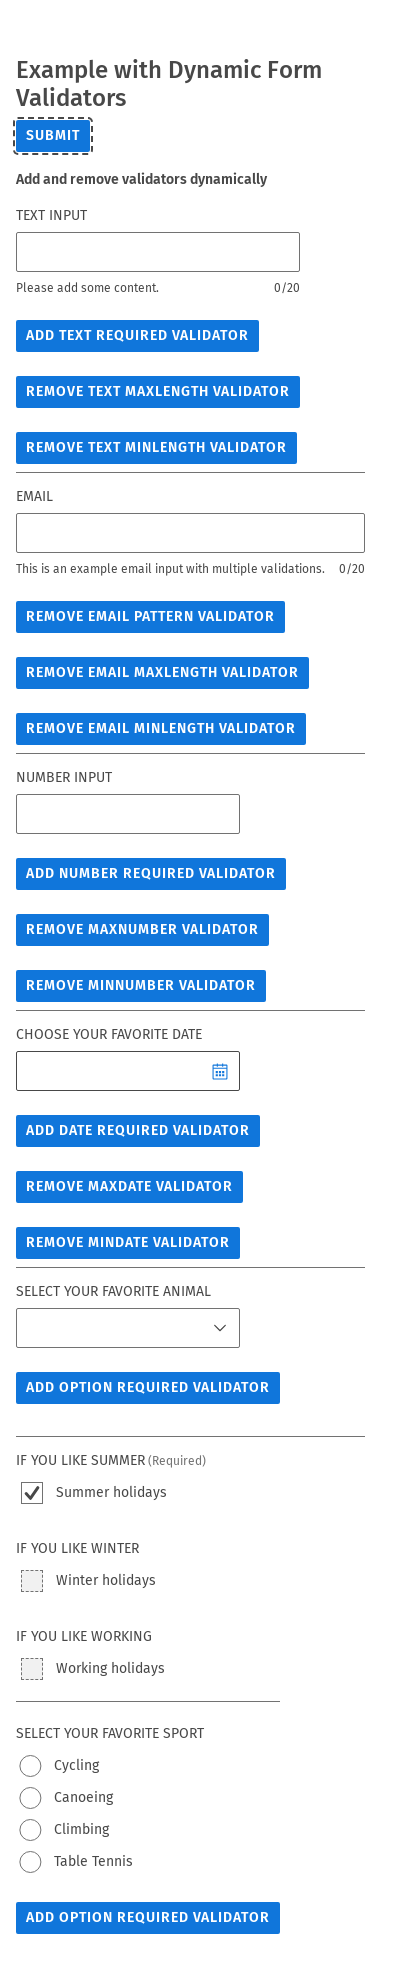 Example with Dynamic Form
Validators
SUBMIT
Add and remove validators dynamically
TEXT INPUT
Please add some content. 0/20
ADD TEXT REQUIRED VALIDATOR
REMOVE TEXT MAXLENGTH VALIDATOR
REMOVE TEXT MINLENGTH VALIDATOR
EMAIL
This is an example email input with multiple validations. 0/20
REMOVE EMAIL PATTERN VALIDATOR
REMOVE EMAIL MAXLENGTH VALIDATOR
REMOVE EMAIL MINLENGTH VALIDATOR
NUMBER INPUT
ADD NUMBER REQUIRED VALIDATOR
REMOVE MAXNUMBER VALIDATOR
REMOVE MINNUMBER VALIDATOR
CHOOSE YOUR FAVORITE DATE
ADD DATE REQUIRED VALIDATOR
REMOVE MAXDATE VALIDATOR
REMOVE MINDATE VALIDATOR
SELECT YOUR FAVORITE ANIMAL
ADD OPTION REQUIRED VALIDATOR
IF YOU LIKE SUMMER (Required)
Summer holidays
IF YOU LIKE WINTER
Winter holidays
IF YOU LIKE WORKING
Working holidays
SELECT YOUR FAVORITE SPORT
Cycling
Canoeing
Climbing
Table Tennis
ADD OPTION REQUIRED VALIDATOR